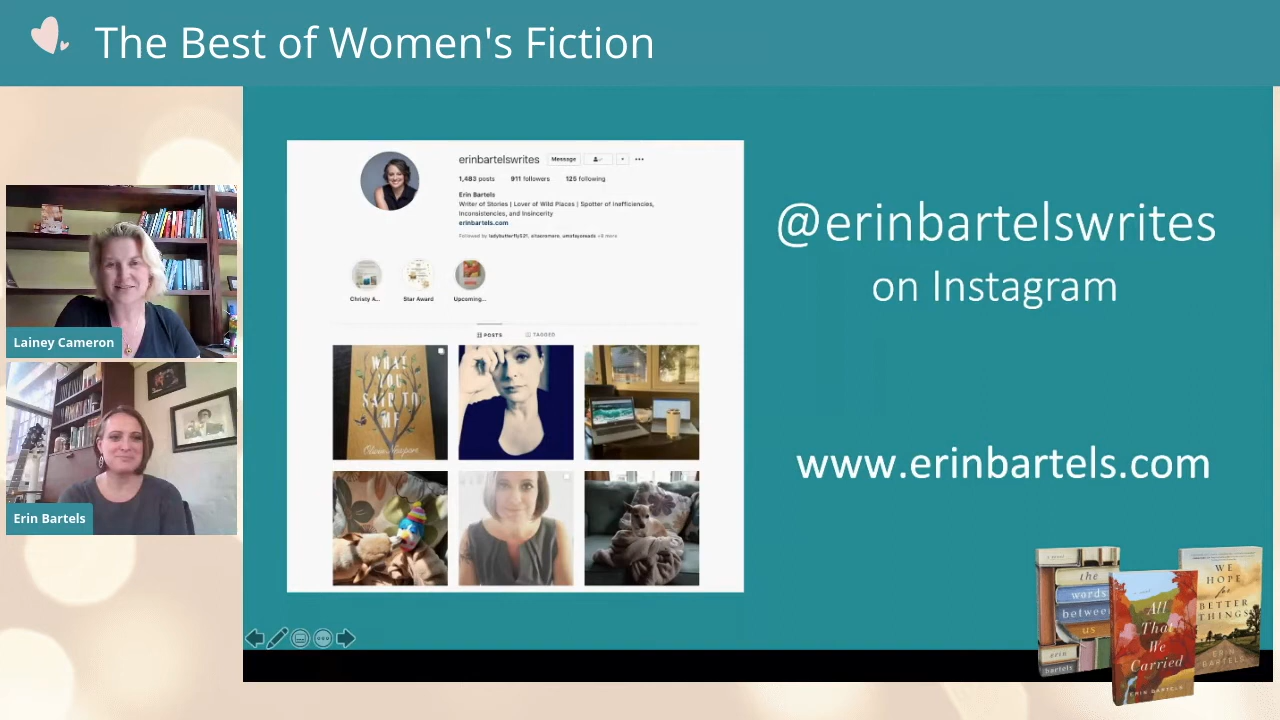 The Best of Women's Fiction
Lainey Cameron
Erin Bartels
erinbartelswrites Message
1,483 posts 911 followers 125 following
Erin Bartels
Writer of Stories | Lover of Wild Places | Spotter of Inefficiencies,
Inconsistencies, and Insincerity
erinbartels.com
Followed by
Christy A... Star Award Upcoming...
POSTS TAGGED
WHAT
YOU
SAID TO
ME
@erinbartelswrites
on Instagram
www.erinbartels.com
the
words
between
us
erin
bartels
All
That
We
Carried
ERIN BARTELS
WE
HOPE
for
BETTER
THINGS
ERIN
BARTELS